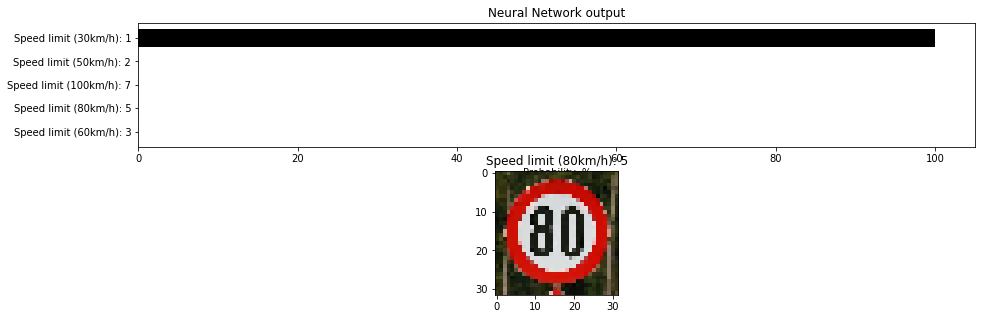 Neural Network output
Speed limit (30km/h): 1
Speed limit (50km/h): 2
Speed limit (100km/h): 7
Speed limit (80km/h): 5
Speed limit (60km/h): 3
0 20 40 60 80 100
Probability, %
Speed limit (80km/h): 5
0
10
20
30
80
0 10 20 30